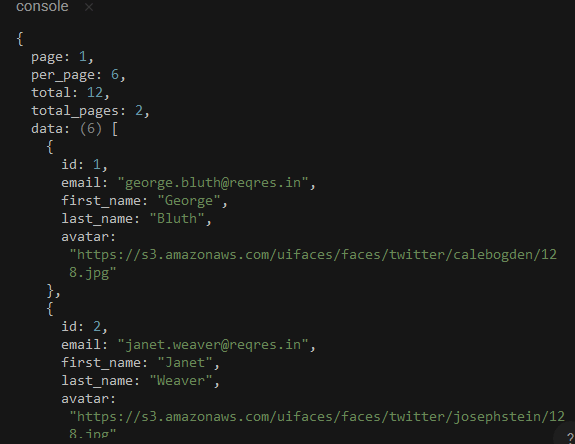 console ×
{
page: 1,
per_page: 6,
total: 12,
total_pages: 2,
data: (6) [
{
id: 1,
email: "george.bluth@reqres.in",
first_name: "George",
last_name: "Bluth",
avatar:
"https://s3.amazonaws.com/uifaces/faces/twitter/calebogden/12
8.jpg"
},
{
id: 2,
email: "janet.weaver@reqres.in",
first_name: "Janet",
last_name: "Weaver",
avatar:
"https://s3.amazonaws.com/uifaces/faces/twitter/josephstein/12
8.jpg"
?